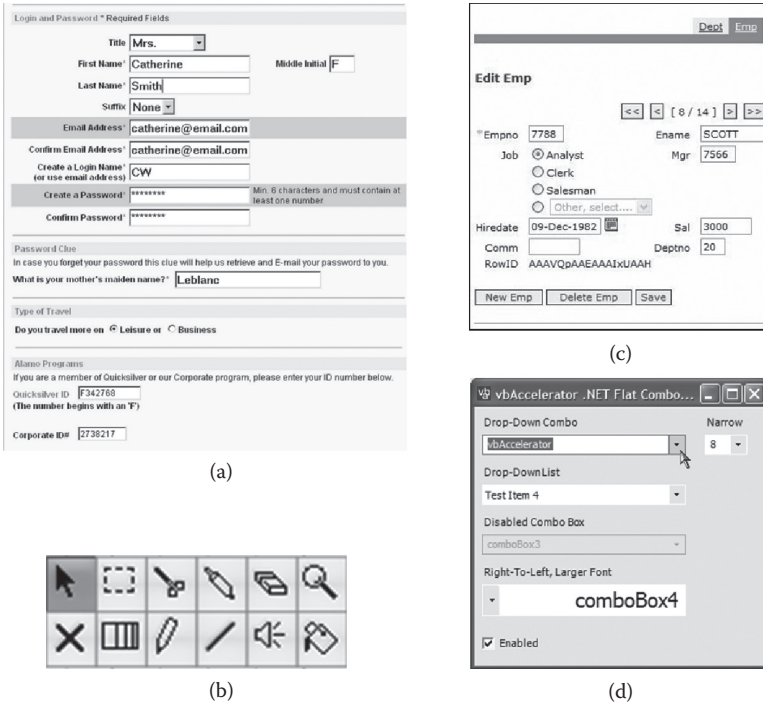 Login and Password * Required Fields
Title Mrs.
First Name* Catherine Middle Initial F
Last Name* Smith
Suffix None
Email Address* catherine@email.com
Confirm Email Address* catherine@email.com
Create a Login Name* CW
(or use email address)
Create a Password* ******** Min. 6 characters and must contain at
least one number
Confirm Password* ********
Password Clue
In case you forget your password this clue will help us retrieve and E-mail your password to you.
What is your mother's maiden name?* Leblanc
Type of Travel
Do you travel more on Leisure or Business
Alamo Programs
If you are a member of Quicksilver or our Corporate program, please enter your ID number below.
Quicksilver ID F342768
(The number begins with an 'F')
Corporate ID# 2738217
(a)
(b)
Dept Emp
Edit Emp
<< < [ 8 / 14 ] > >>
*Empno 7788 Ename SCOTT
Job Analyst Mgr 7566
Clerk
Salesman
Other, select....
Hiredate 09-Dec-1982 Sal 3000
Comm Deptno 20
RowID AAAVQpAAEAAAIxUAAH
New Emp Delete Emp Save
(c)
vb vbAccelerator .NET Flat Combo...
Drop-Down Combo Narrow
vbAccelerator 8
Drop-Down List
Test Item 4
Disabled Combo Box
comboBox3
Right-To-Left, Larger Font
comboBox4
Enabled
(d)